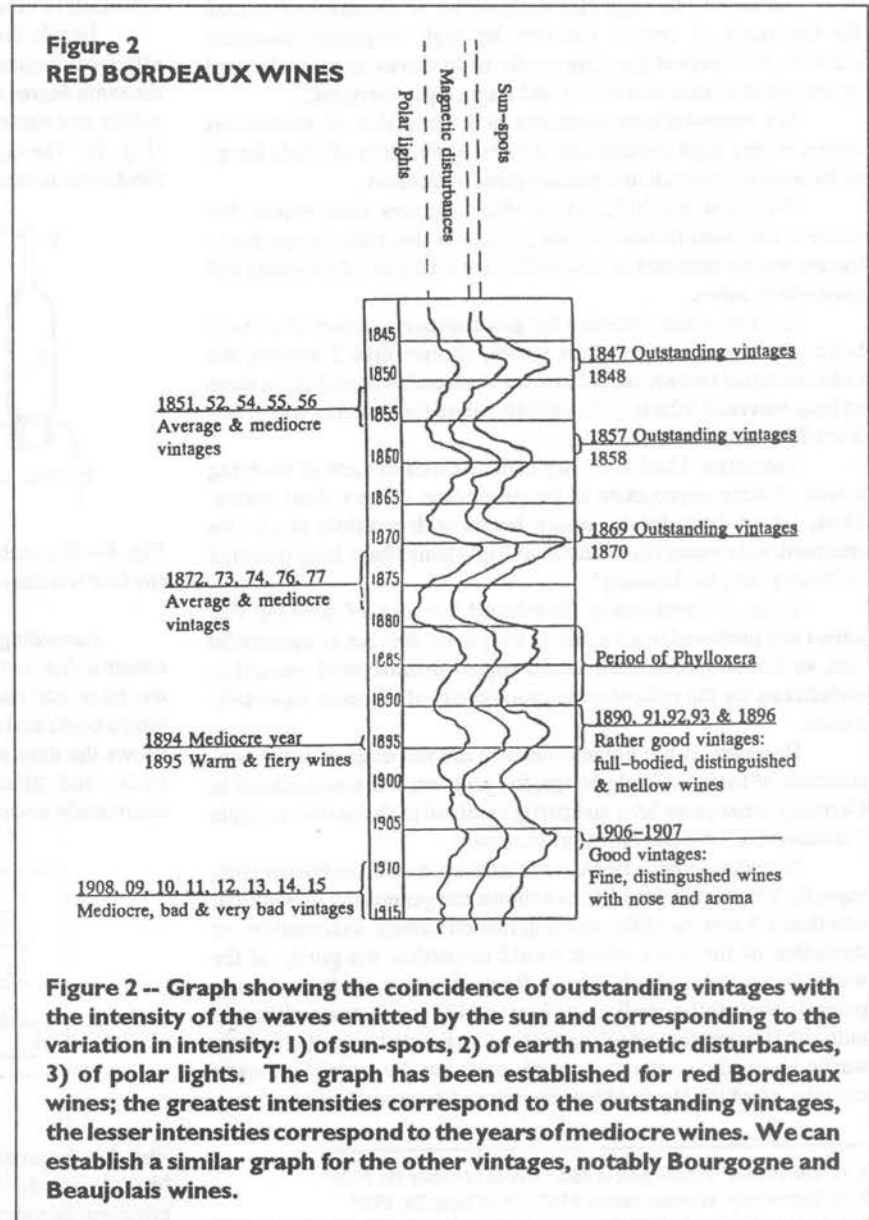 Figure 2
RED BORDEAUX WINES
Polar lights
Magnetic disturbances
Sun-spots
1845
1850
1855
1860
1865
1870
1875
1880
1885
1890
1895
1900
1905
1910
1915
1847 Outstanding vintages
1848
1851, 52, 54, 55, 56
Average & mediocre
vintages
1857 Outstanding vintages
1858
1869 Outstanding vintages
1870
1872, 73, 74, 76, 77
Average & mediocre
vintages
Period of Phylloxera
1890, 91,92,93 & 1896
Rather good vintages:
full-bodied, distinguished
& mellow wines
1894 Mediocre year
1895 Warm & fiery wines
1906-1907
Good vintages:
Fine, distinguished wines
with nose and aroma
1908, 09, 10, 11, 12, 13, 14, 15
Mediocre, bad & very bad vintages
Figure 2 -- Graph showing the coincidence of outstanding vintages with
the intensity of the waves emitted by the sun and corresponding to the
variation in intensity: 1) of sun-spots, 2) of earth magnetic disturbances,
3) of polar lights. The graph has been established for red Bordeaux
wines; the greatest intensities correspond to the outstanding vintages,
the lesser intensities correspond to the years of mediocre wines. We can
establish a similar graph for the other vintages, notably Bourgogne and
Beaujolais wines.